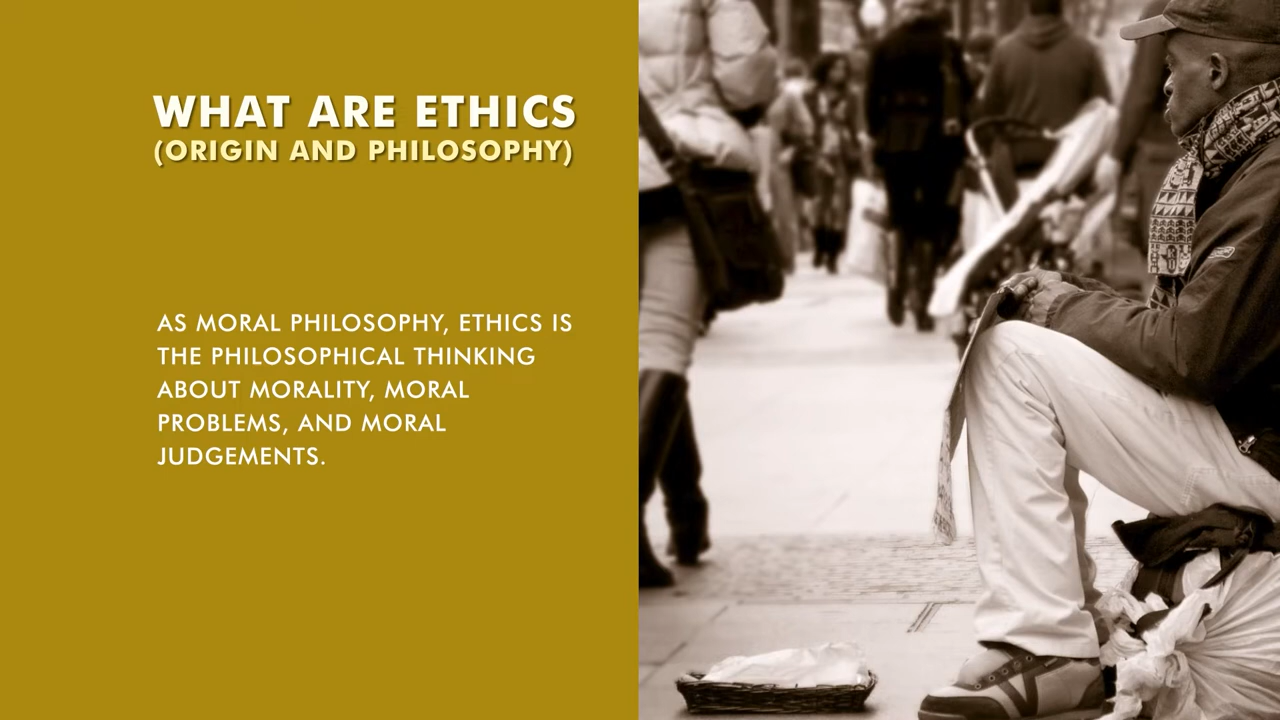 WHAT ARE ETHICS
(ORIGIN AND PHILOSOPHY)
AS MORAL PHILOSOPHY, ETHICS IS
THE PHILOSOPHICAL THINKING
ABOUT MORALITY, MORAL
PROBLEMS, AND MORAL
JUDGEMENTS.